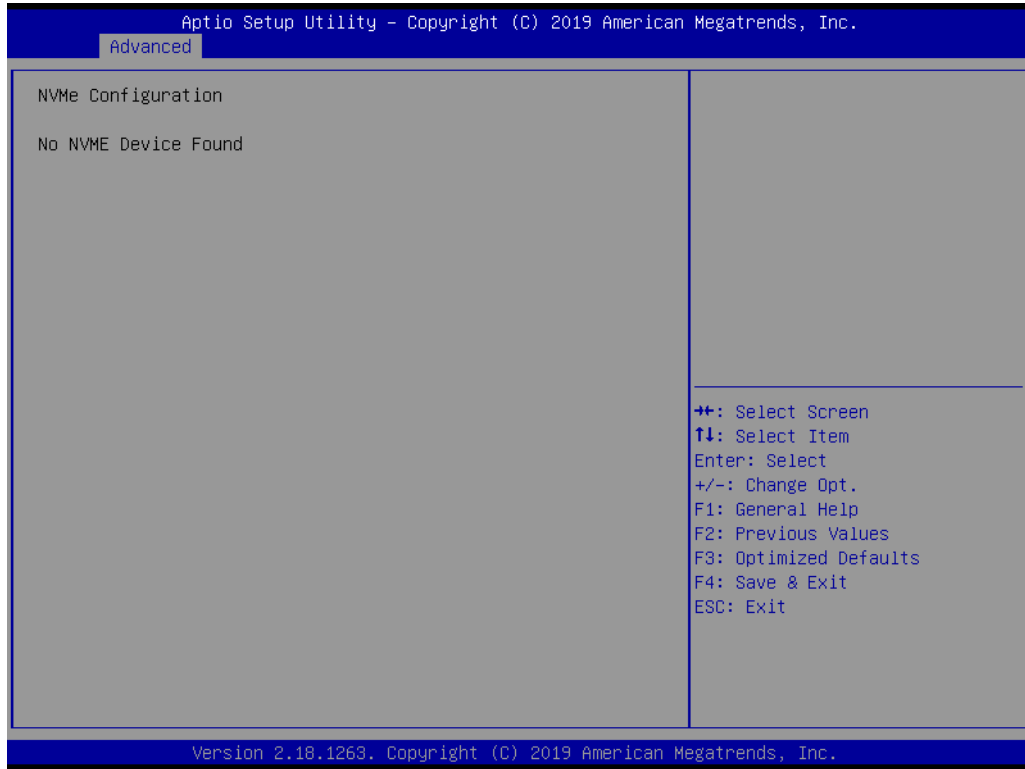 Aptio Setup Utility – Copyright (C) 2019 American Megatrends, Inc.
Advanced
NVMe Configuration
No NVME Device Found
→←: Select Screen
↑↓: Select Item
Enter: Select
+/-: Change Opt.
F1: General Help
F2: Previous Values
F3: Optimized Defaults
F4: Save & Exit
ESC: Exit
Version 2.18.1263. Copyright (C) 2019 American Megatrends, Inc.